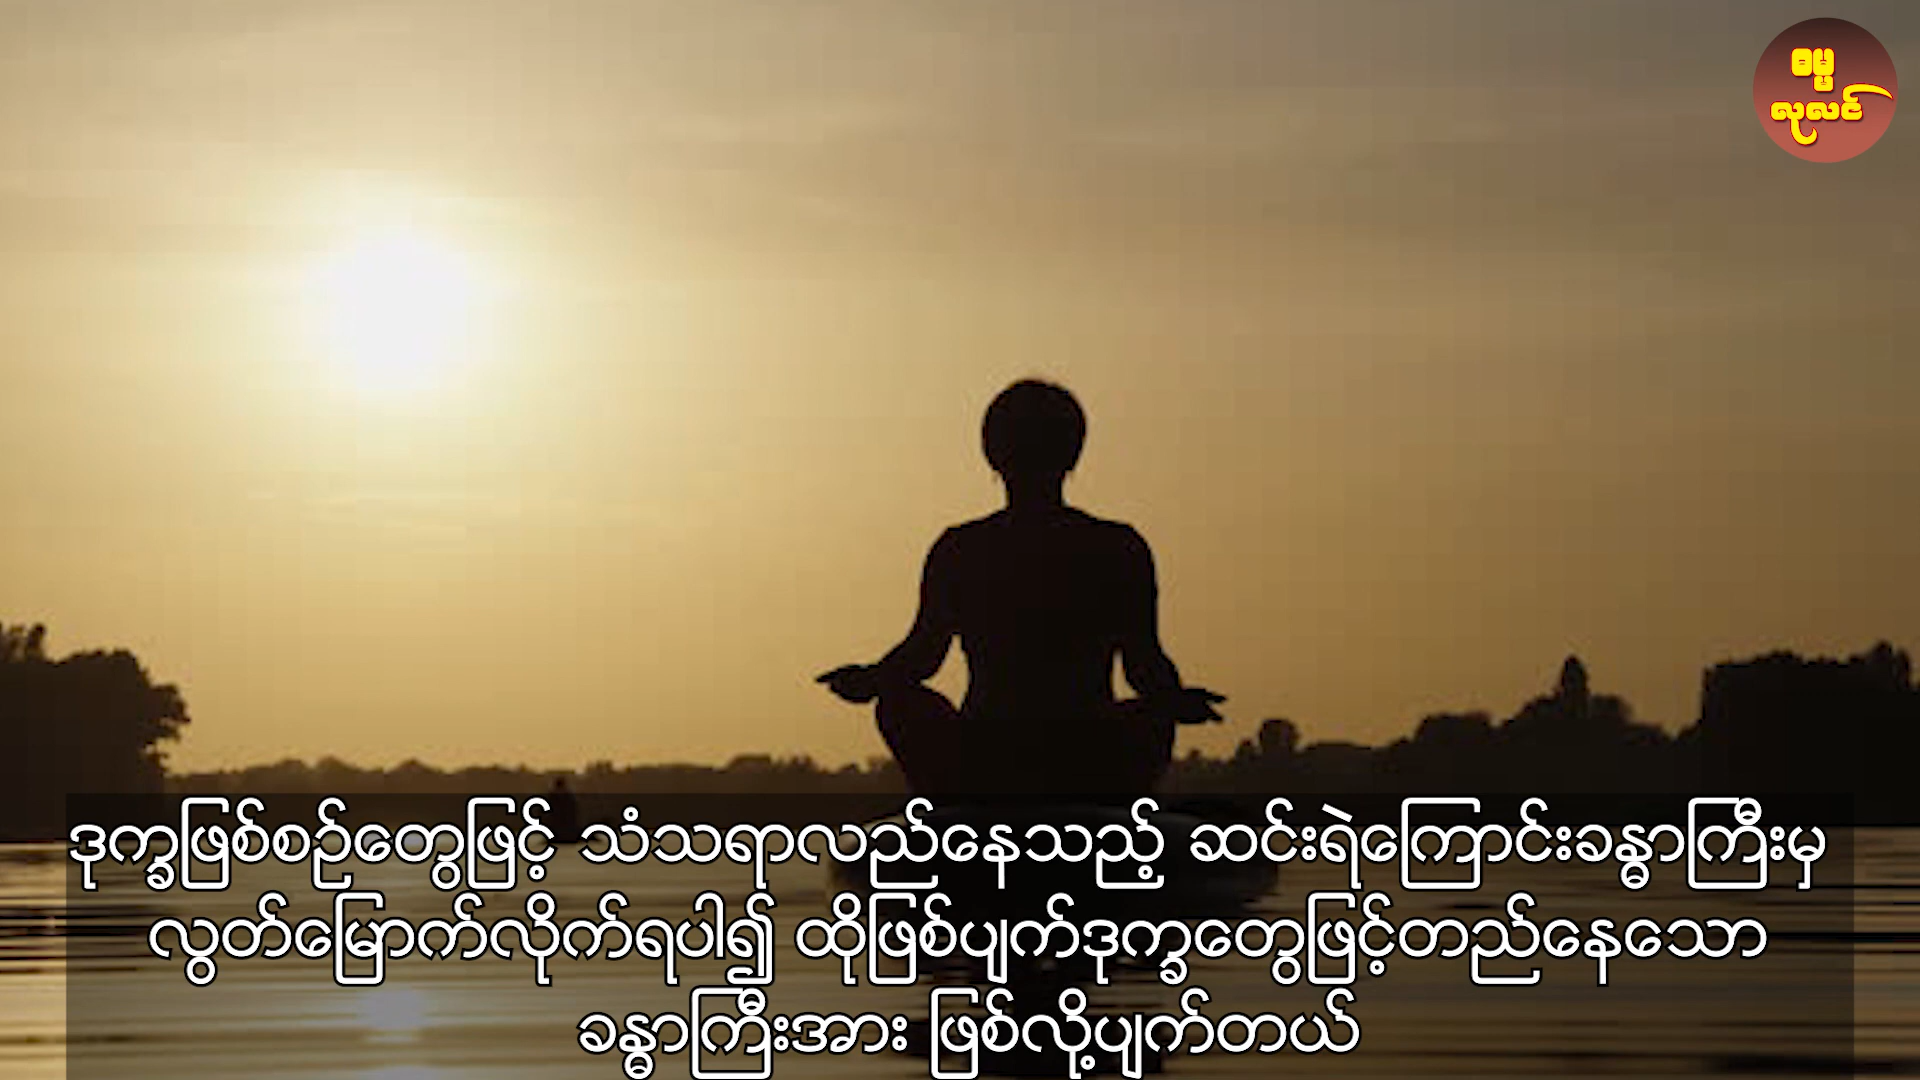 ဓမ္မ
လုလင်
ဒုက္ခဖြစ်စဉ်တွေဖြင့် သံသရာလည်နေသည့် ဆင်းရဲကြောင်းခန္ဓာကြီးမှ
လွတ်မြောက်လိုက်ရပါ၍ ထိုဖြစ်ပျက်ဒုက္ခတွေဖြင့်တည်နေသော
ခန္ဓာကြီးအား ဖြစ်လို့ပျက်တယ်